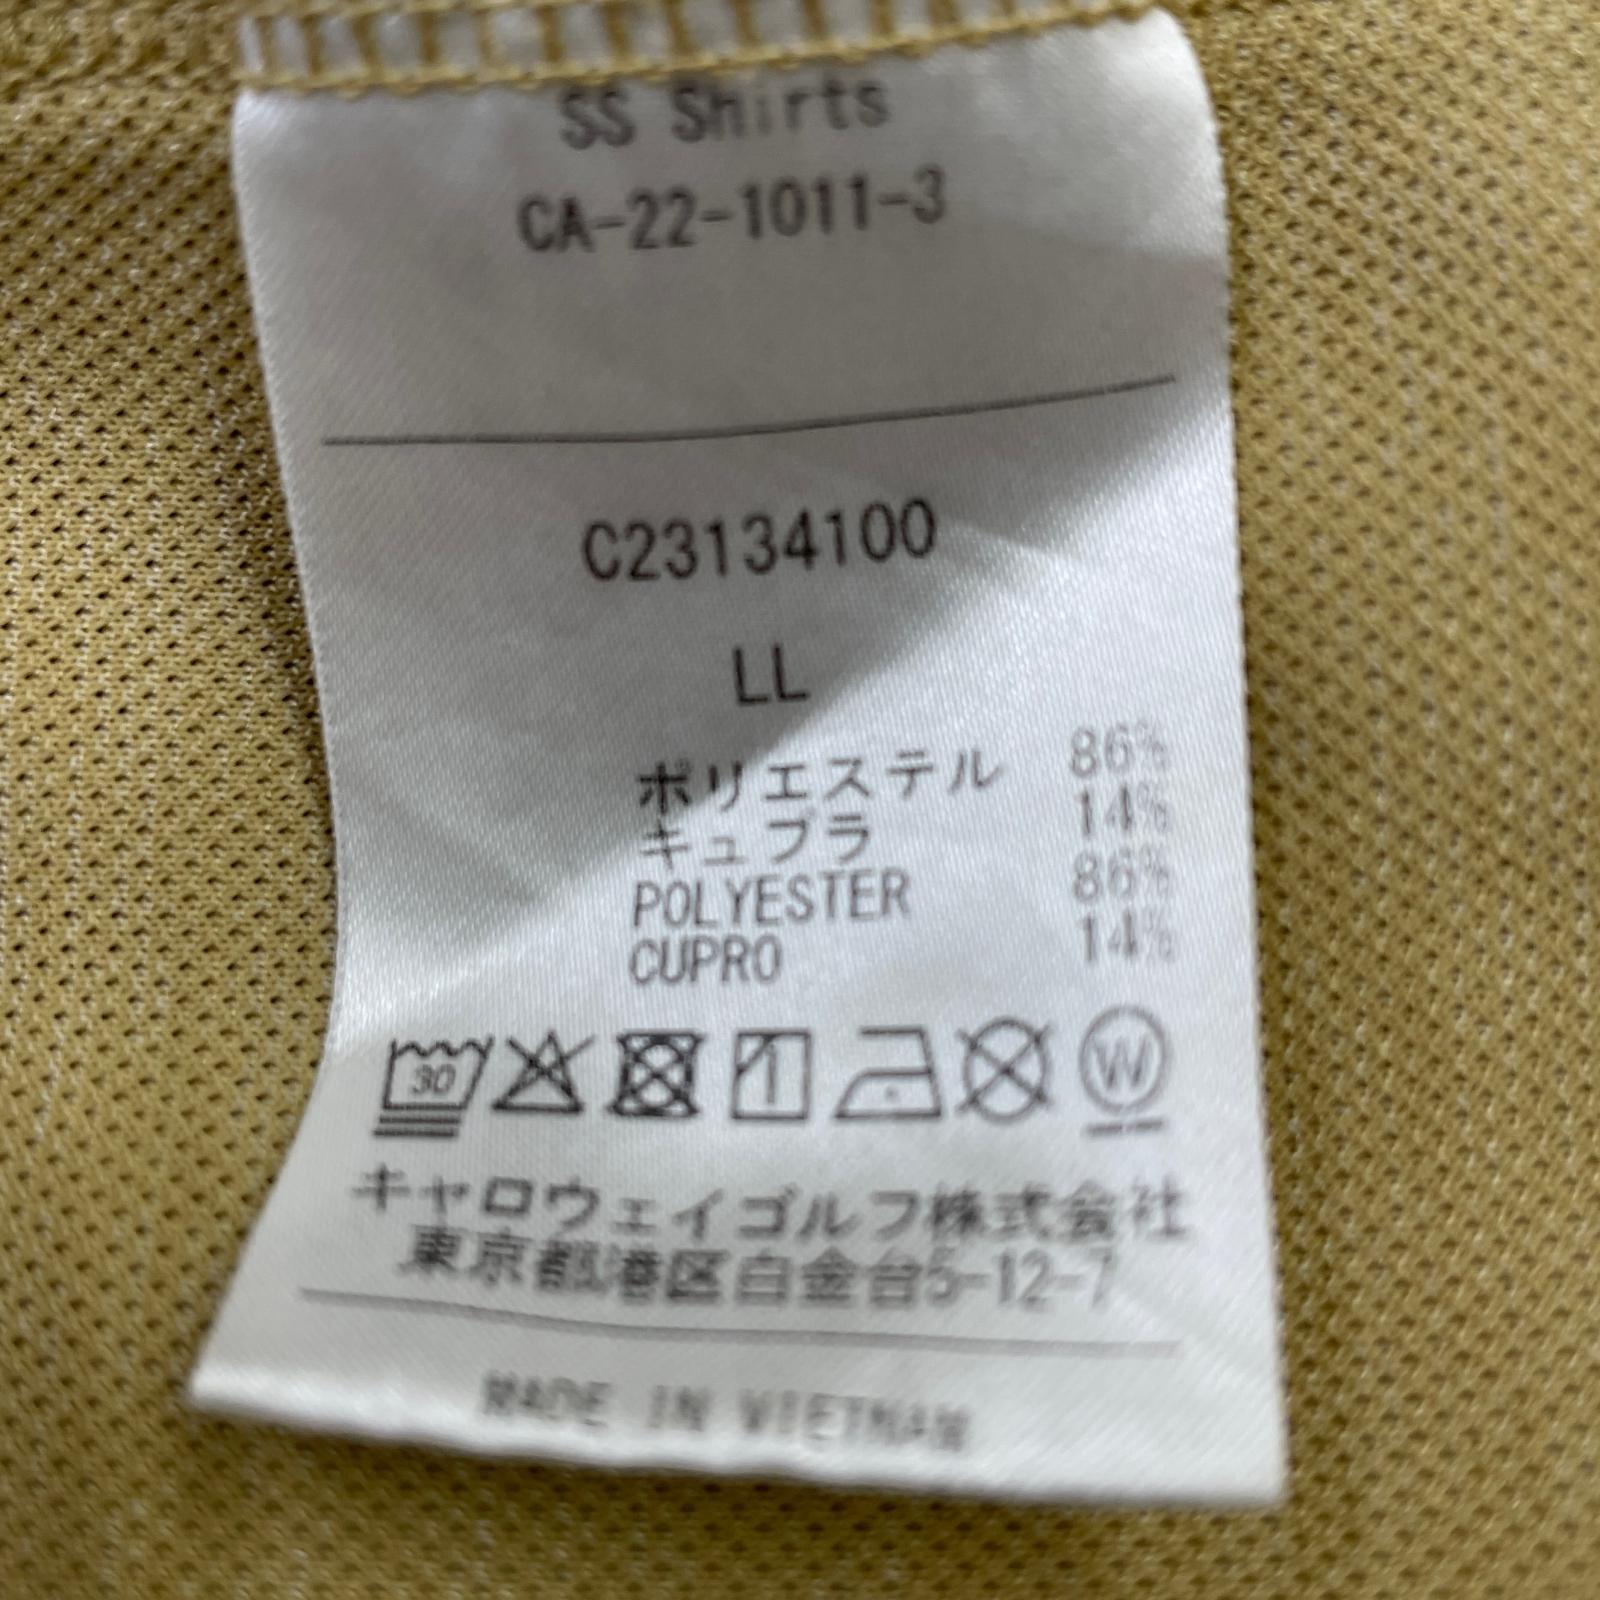 SS Shirts
CA-22-1011-3
C23134100
LL
ポリエステル 86%
キュプラ 14%
POLYESTER 86%
CUPRO 14%
30
W
キャロウェイゴルフ株式会社
東京都港区白金台5-12-7
MADE IN VIETNAM